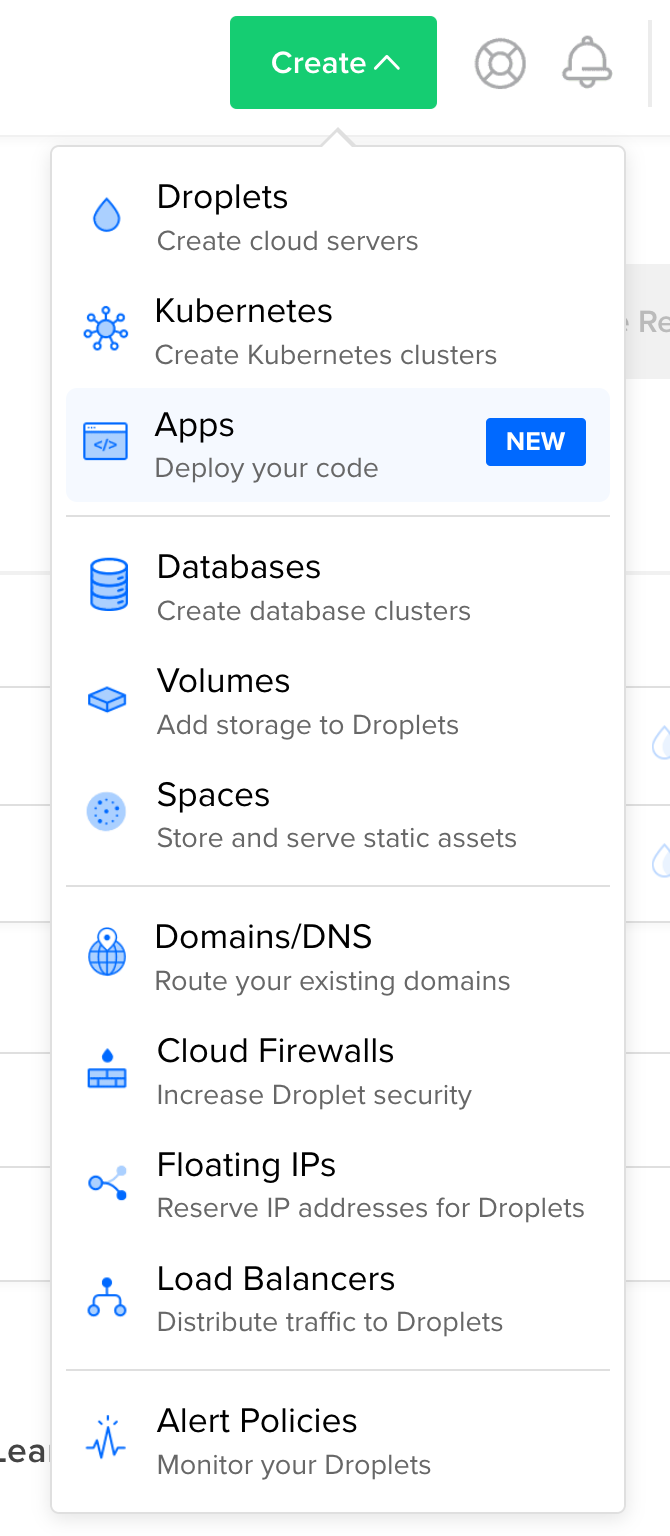 Create
Droplets
Create cloud servers
Kubernetes
Create Kubernetes clusters
Apps
Deploy your code
NEW
Databases
Create database clusters
Volumes
Add storage to Droplets
Spaces
Store and serve static assets
Domains/DNS
Route your existing domains
Cloud Firewalls
Increase Droplet security
Floating IPs
Reserve IP addresses for Droplets
Load Balancers
Distribute traffic to Droplets
Alert Policies
Monitor your Droplets